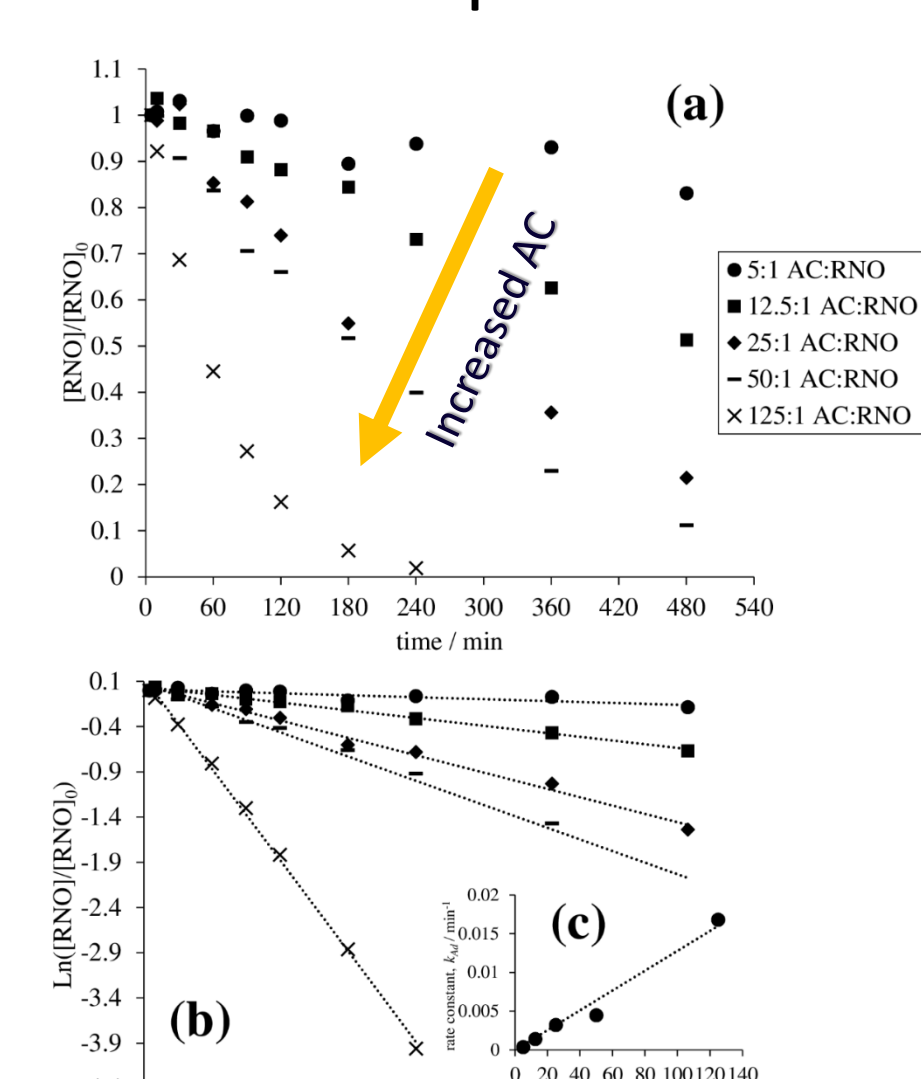 (a)
1.1
1
0.9
0.8
0.7
0.6
0.5
0.4
0.3
0.2
0.1
0
[RNO]/[RNO]0
0 60 120 180 240 300 360 420 480 540
time / min
Increased AC
5:1 AC:RNO
12.5:1 AC:RNO
25:1 AC:RNO
50:1 AC:RNO
125:1 AC:RNO
0.1
-0.4
-0.9
-1.4
-1.9
-2.4
-2.9
-3.4
-3.9
Ln([RNO]/[RNO]0)
(b)
(c)
0.02
0.015
0.01
0.005
0
rate constant, kAd / min-1
0 20 40 60 80 100 120 140